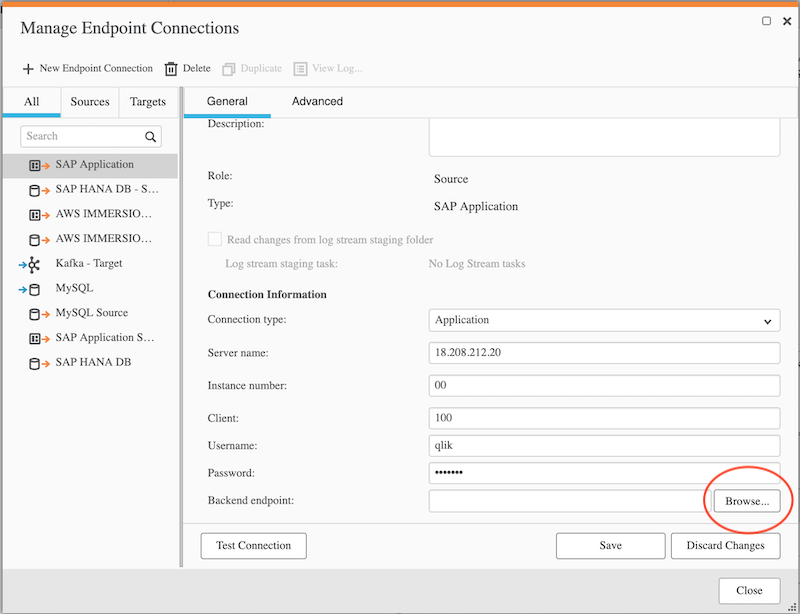 Manage Endpoint Connections
New Endpoint Connection Delete Duplicate View Log...
All Sources Targets
General Advanced
Search
SAP Application
SAP HANA DB - S...
AWS IMMERSIO...
AWS IMMERSIO...
Kafka - Target
MySQL
MySQL Source
SAP Application S...
SAP HANA DB
Description:
Role: Source
Type: SAP Application
Read changes from log stream staging folder
Log stream staging task: No Log Stream tasks
Connection Information
Connection type: Application
Server name: 18.208.212.20
Instance number: 00
Client: 100
Username: qlik
Password: •••••••
Backend endpoint: Browse...
Test Connection Save Discard Changes
Close